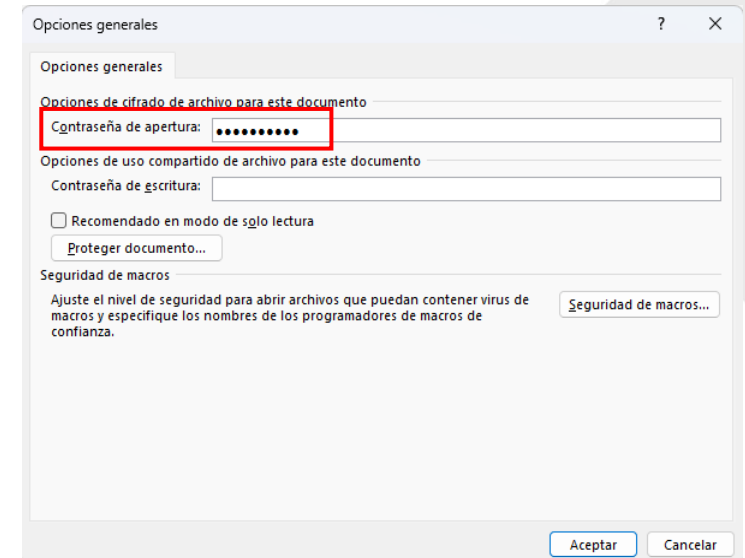 Opciones generales ? ✕
Opciones generales
Opciones de cifrado de archivo para este documento
Contraseña de apertura: ●●●●●●●●●●
Opciones de uso compartido de archivo para este documento
Contraseña de escritura:
Recomendado en modo de solo lectura
Proteger documento...
Seguridad de macros
Ajuste el nivel de seguridad para abrir archivos que puedan contener virus de
macros y especifique los nombres de los programadores de macros de
confianza.
Seguridad de macros...
Aceptar Cancelar